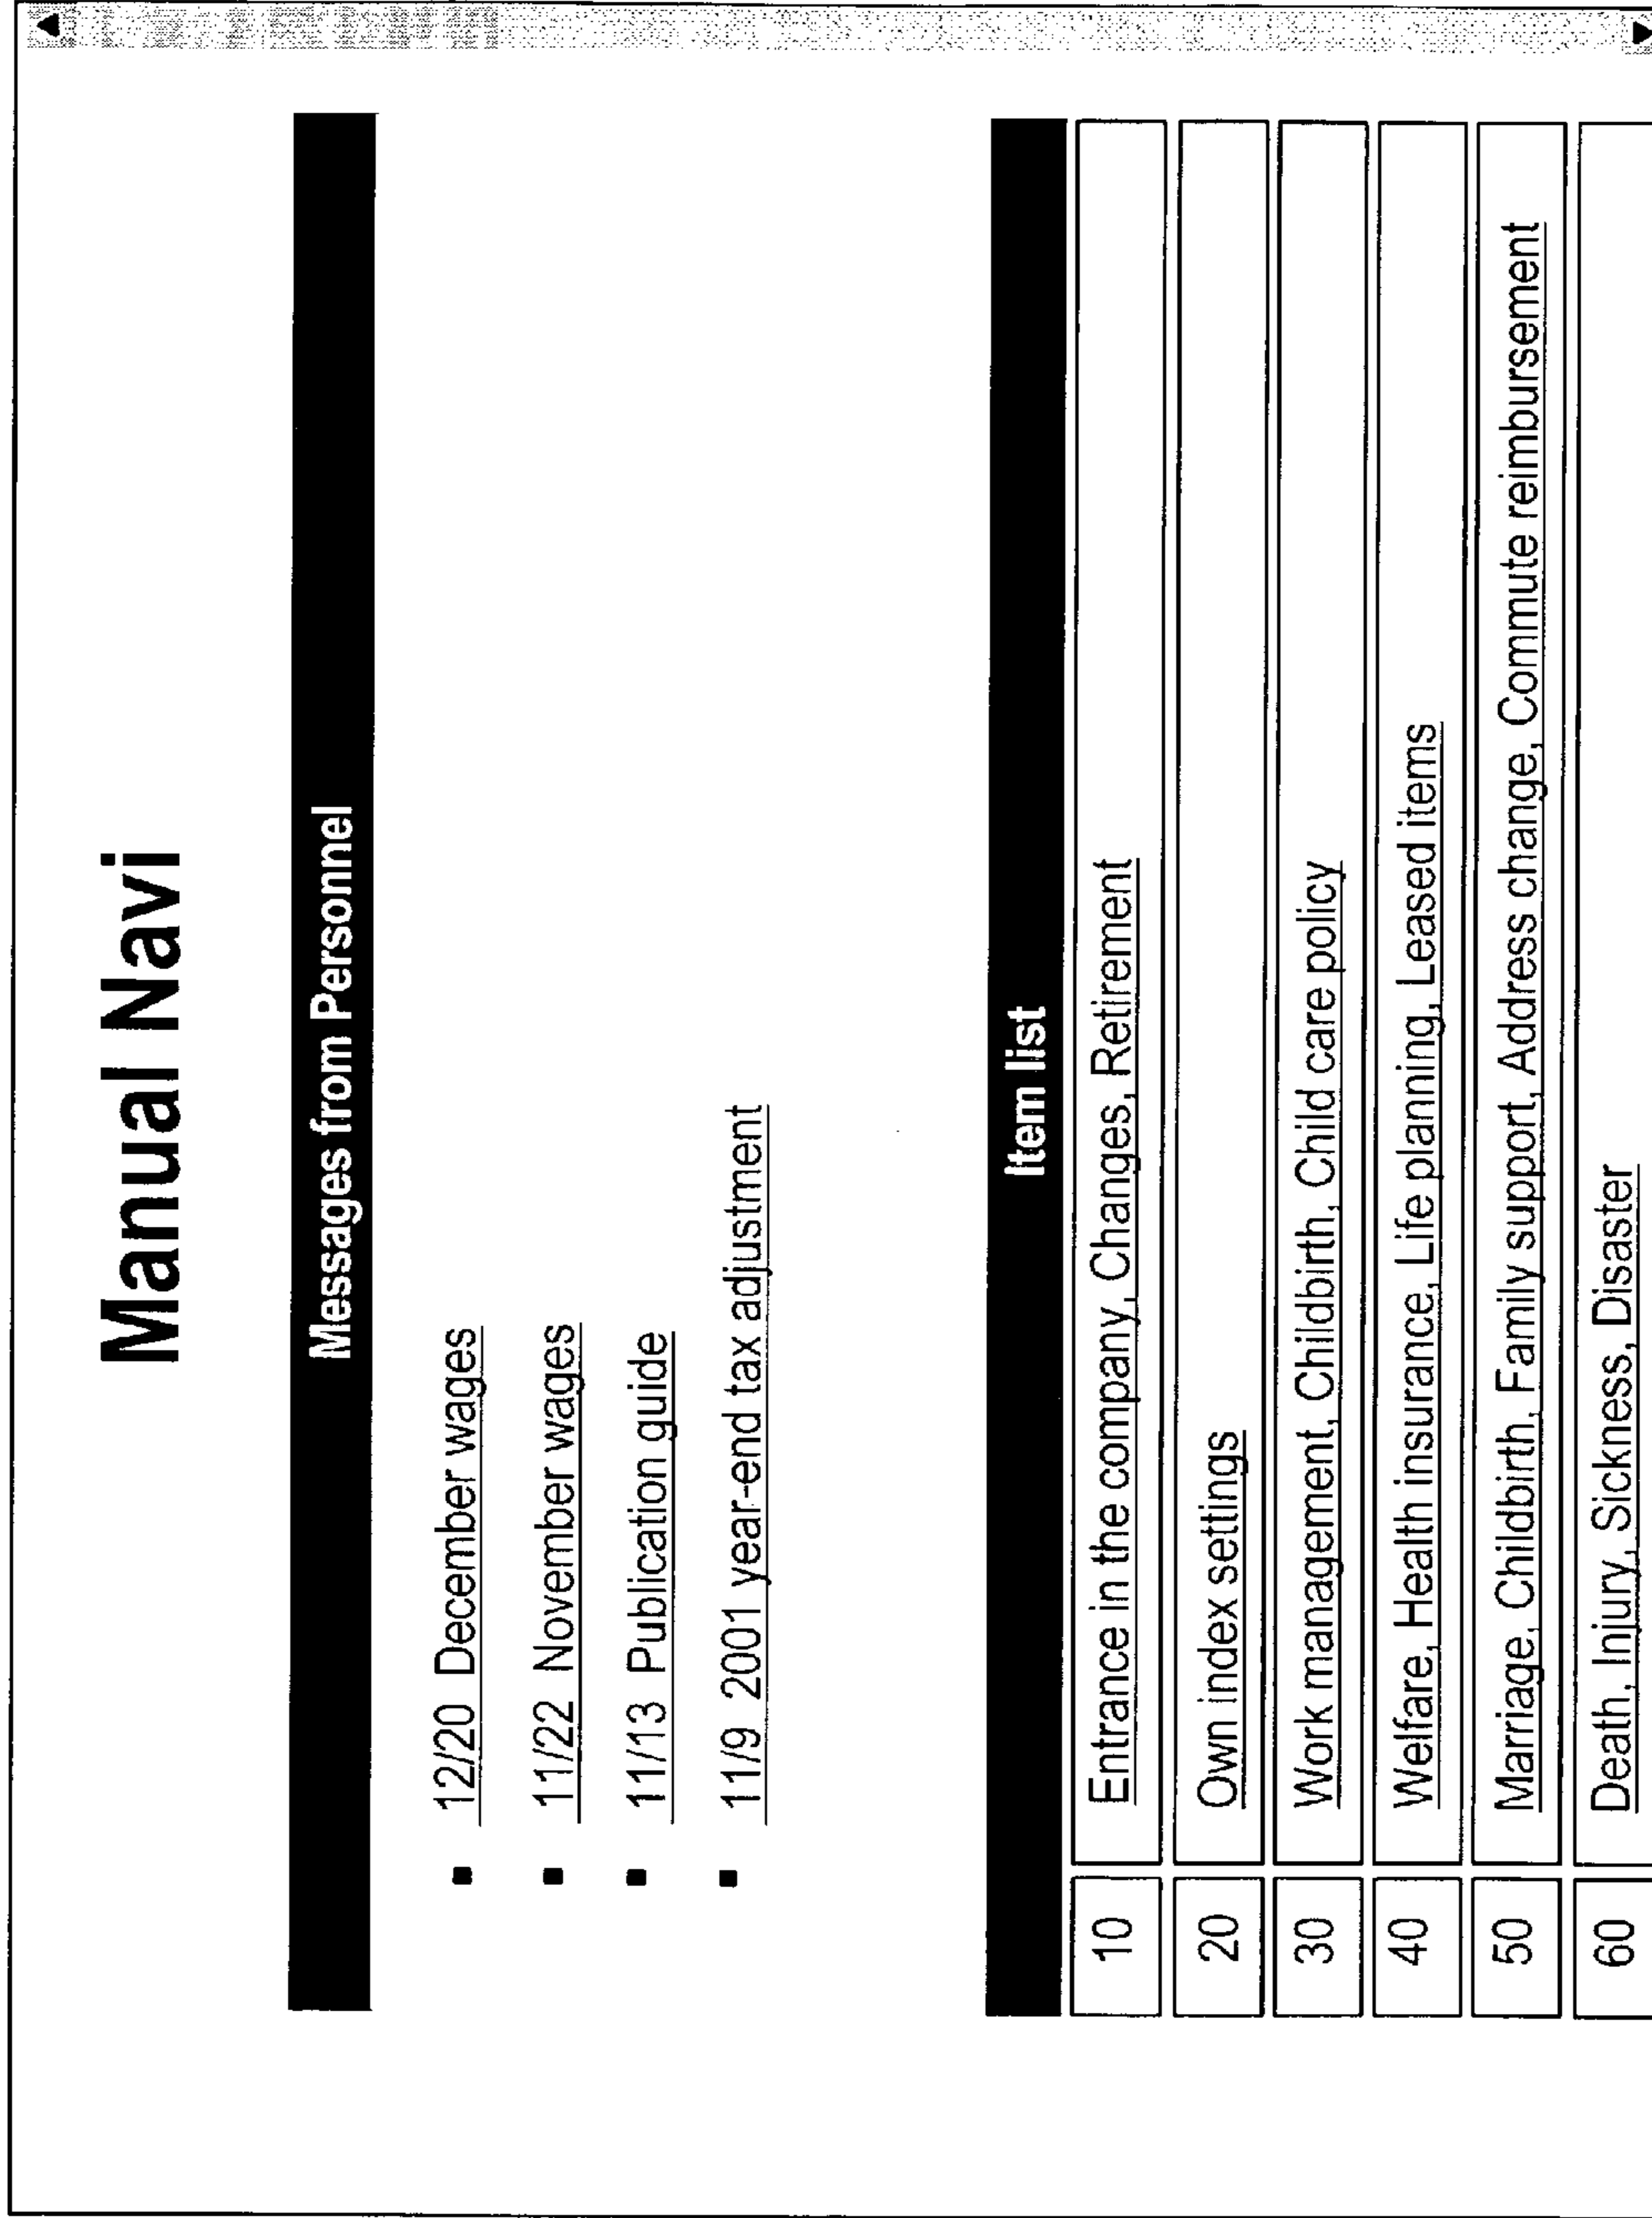 Manual Navi
Messages from Personnel
▪ 12/20 December wages
▪ 11/22 November wages
▪ 11/13 Publication guide
▪ 11/9 2001 year-end tax adjustment
Item list
10 Entrance in the company, Changes, Retirement
20 Own index settings
30 Work management, Childbirth, Child care policy
40 Welfare, Health insurance, Life planning, Leased items
50 Marriage, Childbirth, Family support, Address change, Commute reimbursement
60 Death, Injury, Sickness, Disaster